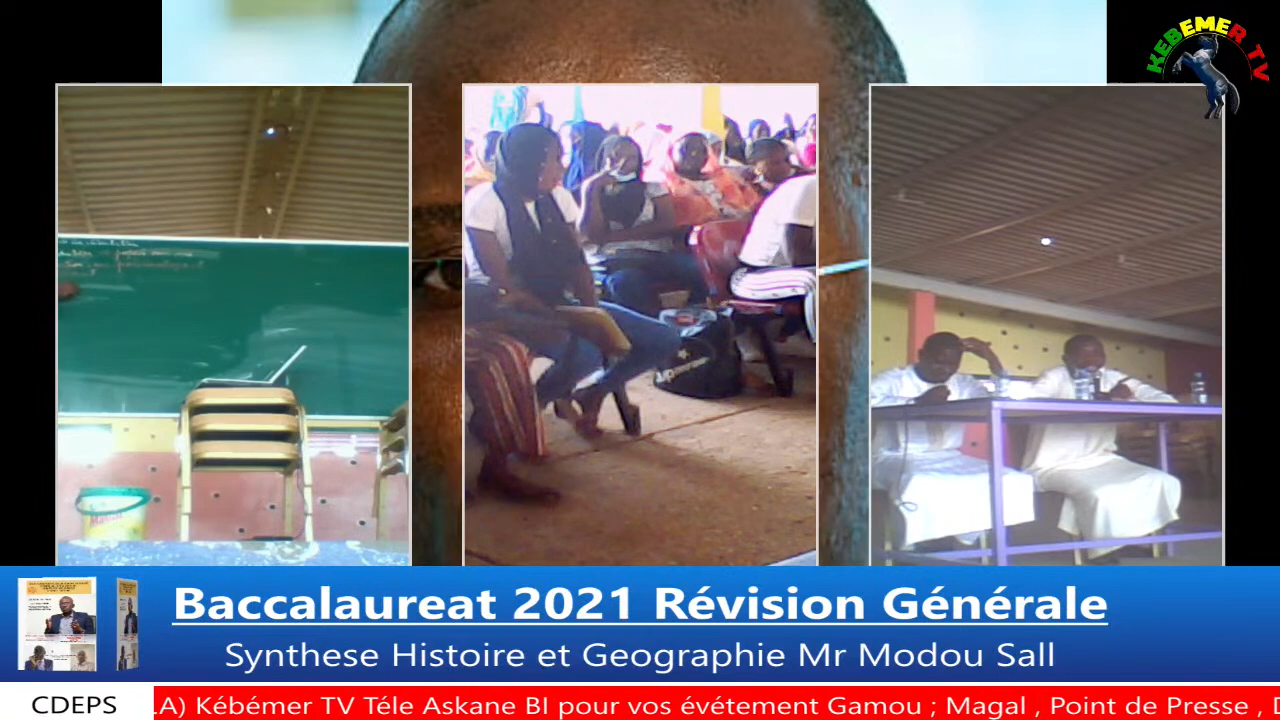 KEBEMER TV
Baccalaureat 2021 Révision Générale
Synthese Histoire et Geographie Mr Modou Sall
CDEPS
LA) Kébémer TV Téle Askane BI pour vos évétement Gamou ; Magal , Point de Presse ,